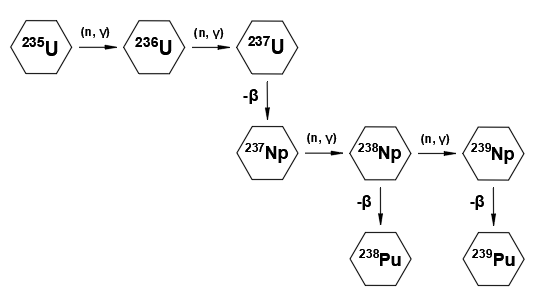 (n, γ) (n, γ)
²³⁵U ²³⁶U ²³⁷U
-β
(n, γ) (n, γ)
²³⁷Np ²³⁸Np ²³⁹Np
-β -β
²³⁸Pu ²³⁹Pu